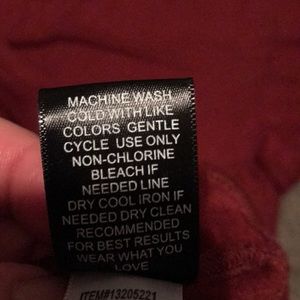 MACHINE WASH
COLD WITH LIKE
COLORS GENTLE
CYCLE USE ONLY
NON-CHLORINE
BLEACH IF
NEEDED LINE
DRY COOL IRON IF
NEEDED DRY CLEAN
RECOMMENDED
FOR BEST RESULTS
WEAR WHAT YOU
LOVE
ITEM#13205221